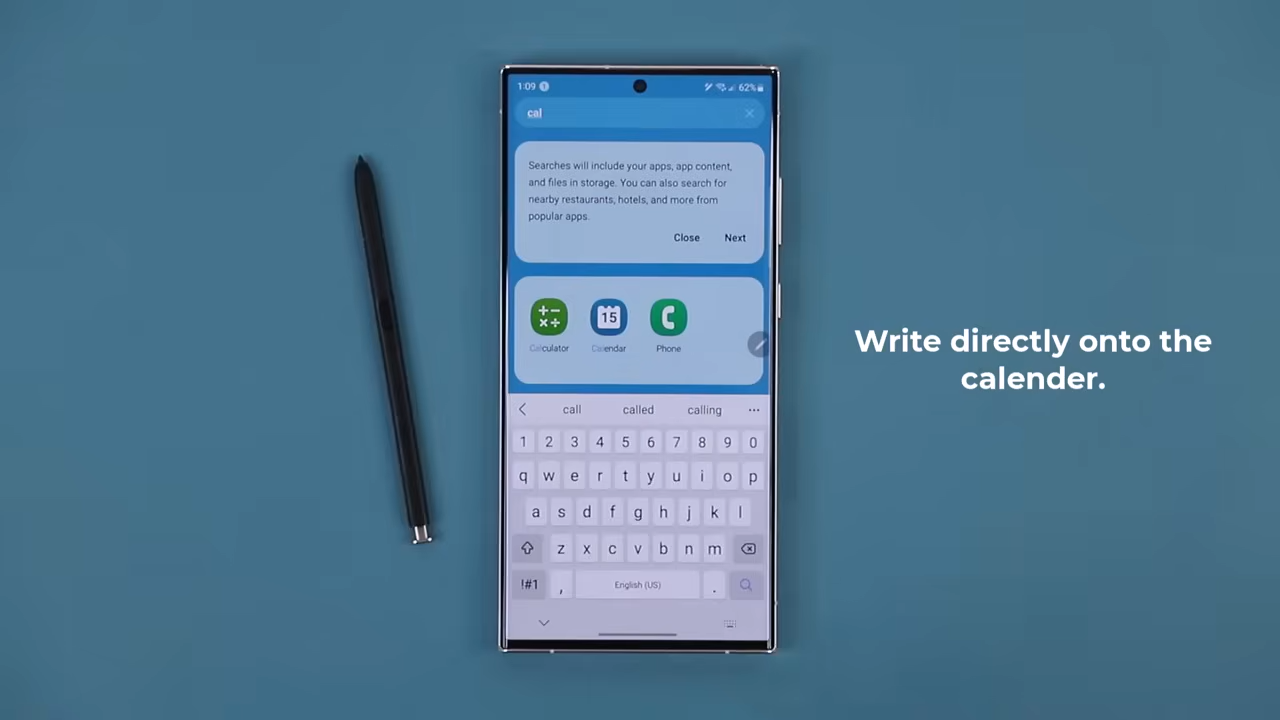 1:09 1 62%
cal
Searches will include your apps, app content,
and files in storage. You can also search for
nearby restaurants, hotels, and more from
popular apps.
Close Next
15
Calculator Calendar Phone
Write directly onto the
calender.
call called calling
1 2 3 4 5 6 7 8 9 0
q w e r t y u i o p
a s d f g h j k l
z x c v b n m
!#1 , English (US) .